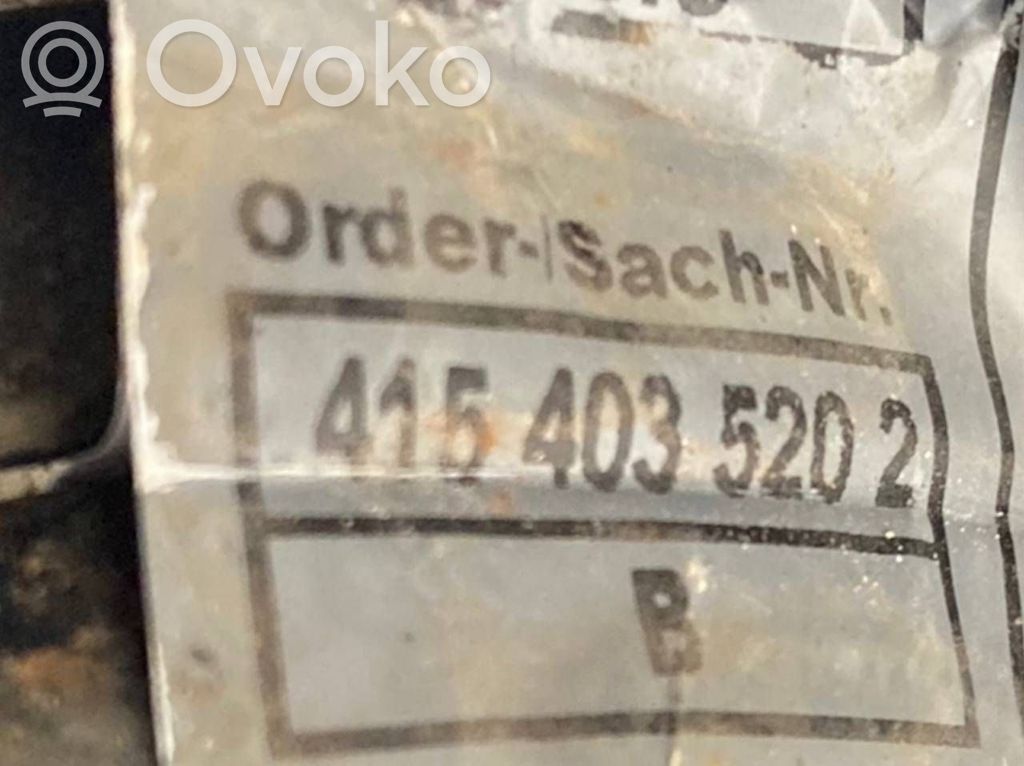 Ovoko
Order-/Sach-Nr.
415 403 520 2
B